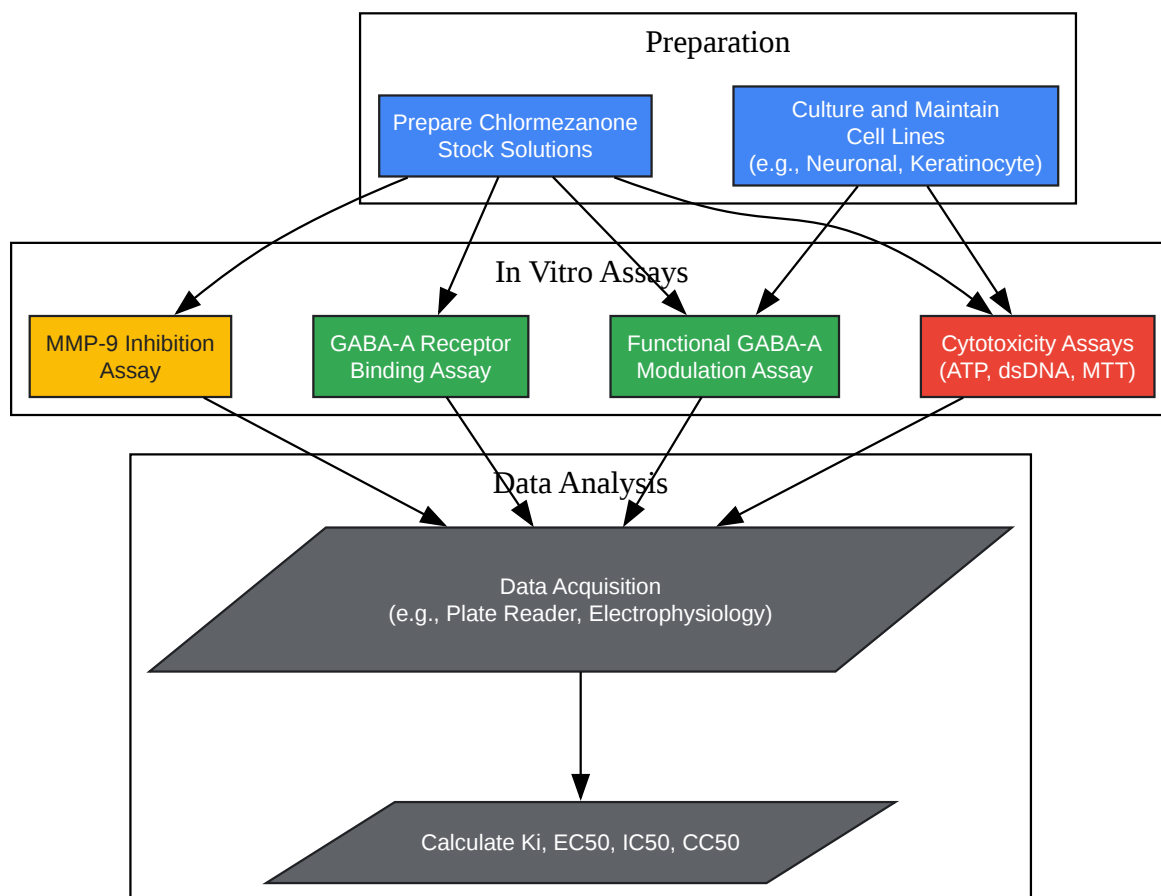 Preparation
Prepare Chlormezanone
Stock Solutions
Culture and Maintain
Cell Lines
(e.g., Neuronal, Keratinocyte)
In Vitro Assays
MMP-9 Inhibition
Assay
GABA-A Receptor
Binding Assay
Functional GABA-A
Modulation Assay
Cytotoxicity Assays
(ATP, dsDNA, MTT)
Data Analysis
Data Acquisition
(e.g., Plate Reader, Electrophysiology)
Calculate Ki, EC50, IC50, CC50